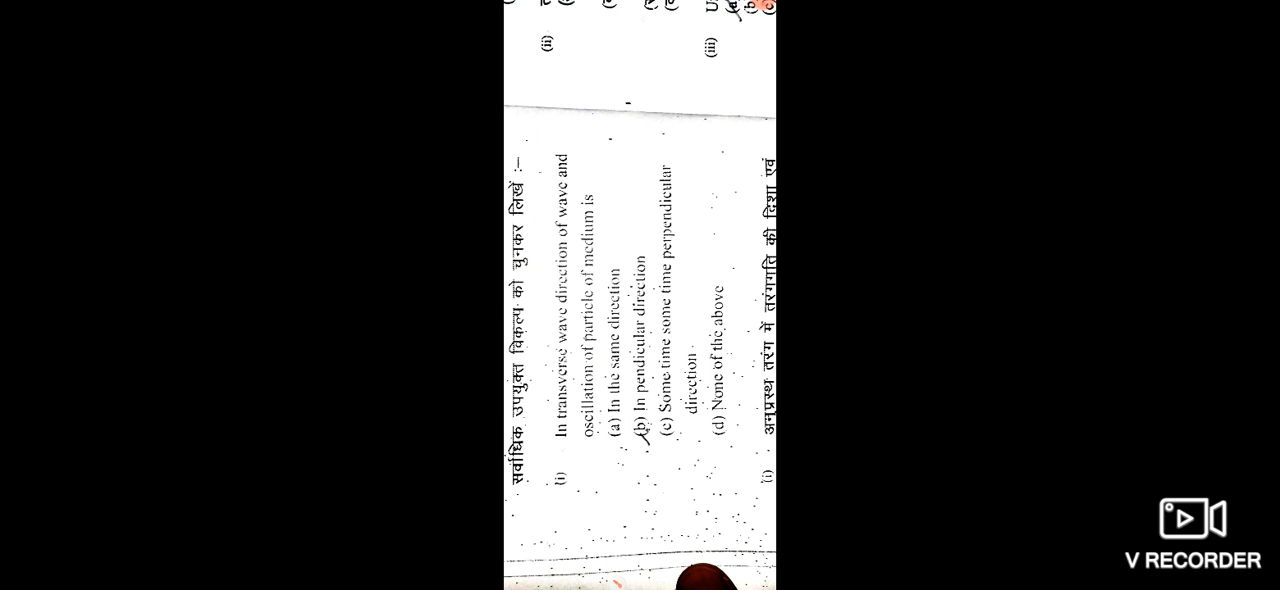 सर्वाधिक उपयुक्त विकल्प को चुनकर लिखें :–
(i) In transverse wave direction of wave and
oscillation of particle of medium is
(a) In the same direction
(b) In pendicular direction
(c) Some time some time perpendicular
direction
(d) None of the above
(i) अनुप्रस्थ तरंग में तरंगगति की दिशा एवं
(ii)
(iii)
V RECORDER